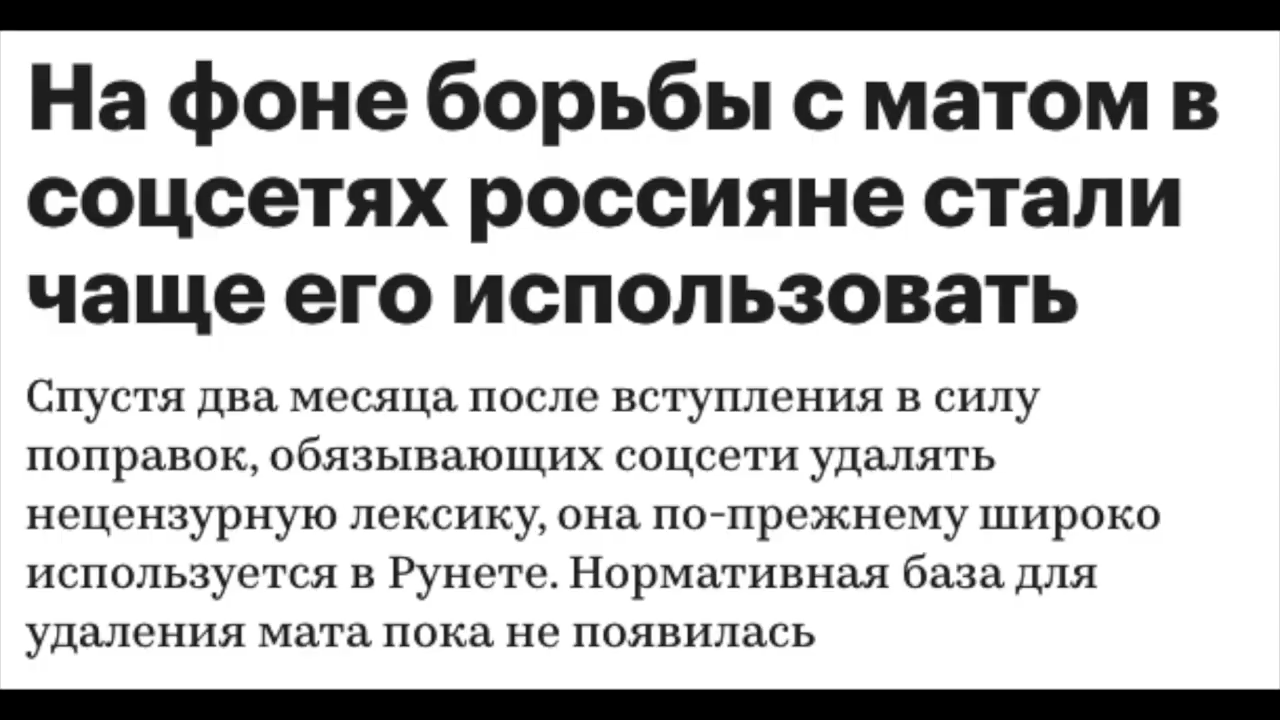 На фоне борьбы с матом в
соцсетях россияне стали
чаще его использовать
Спустя два месяца после вступления в силу
поправок, обязывающих соцсети удалять
нецензурную лексику, она по-прежнему широко
используется в Рунете. Нормативная база для
удаления мата пока не появилась